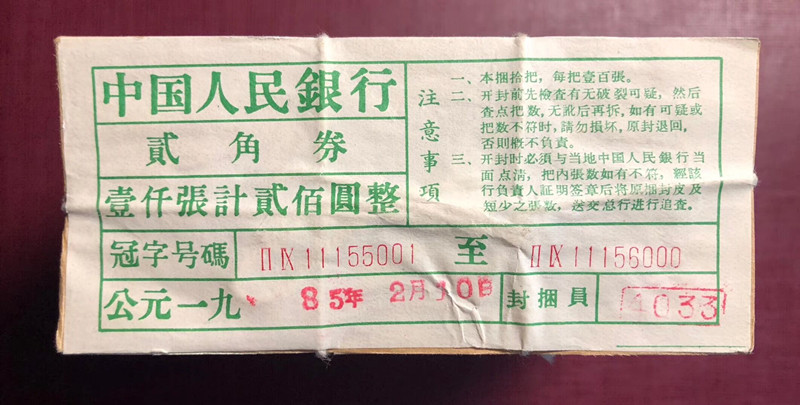 中国人民銀行
貳角券
壹仟張計貳佰圓整
注意事項
一、本捆拾把，每把壹百張。
二、开封前先檢查有无破裂可疑，然后
查点把数，无訛后再拆，如有可疑或
把数不符时，請勿損坏，原封退回，
否則概不負責。
三、开封时必須与当地中国人民銀行当
面点淸，把内張数如有不符，經該
行負責人証明簽章后将原捆封皮及
短少之張数，送交总行進行追查。
冠字号碼 ⅡⅨ11155001 至 ⅡⅨ11156000
公元一九 85年 2月10日 封捆員 1033